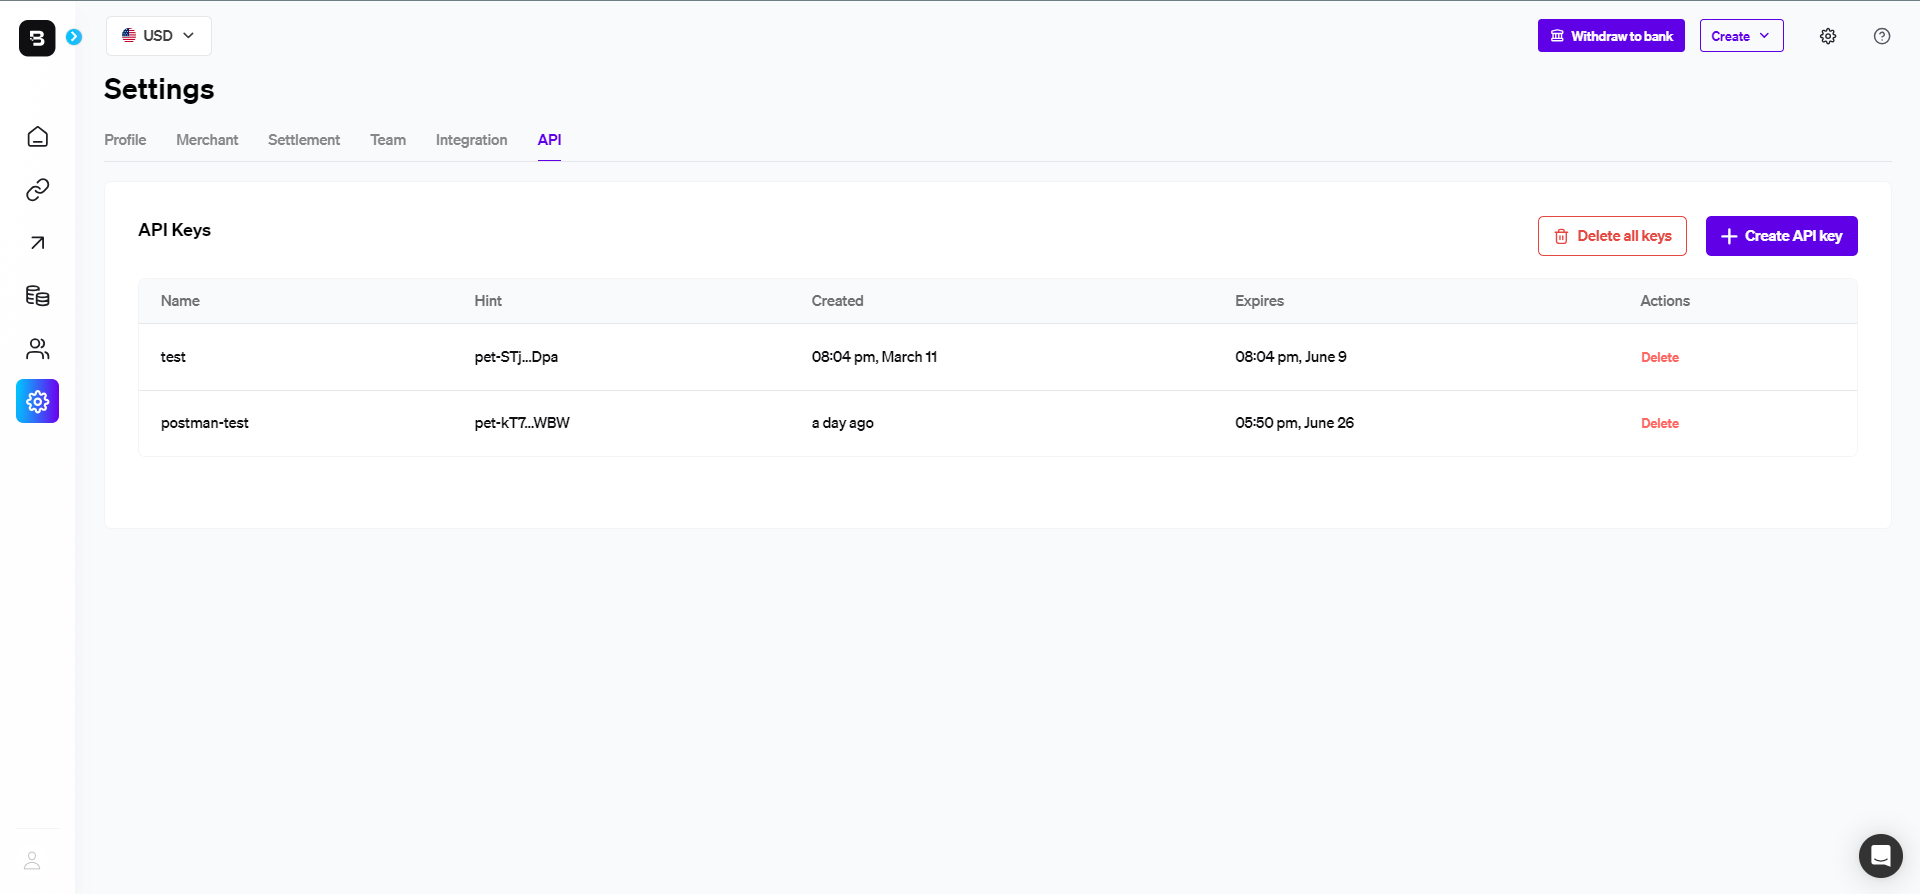 USD
Withdraw to bank
Create
Settings
Profile Merchant Settlement Team Integration API
API Keys
Delete all keys
Create API key
Name Hint Created Expires Actions
test pet-STj...Dpa 08:04 pm, March 11 08:04 pm, June 9 Delete
postman-test pet-kT7...WBW a day ago 05:50 pm, June 26 Delete